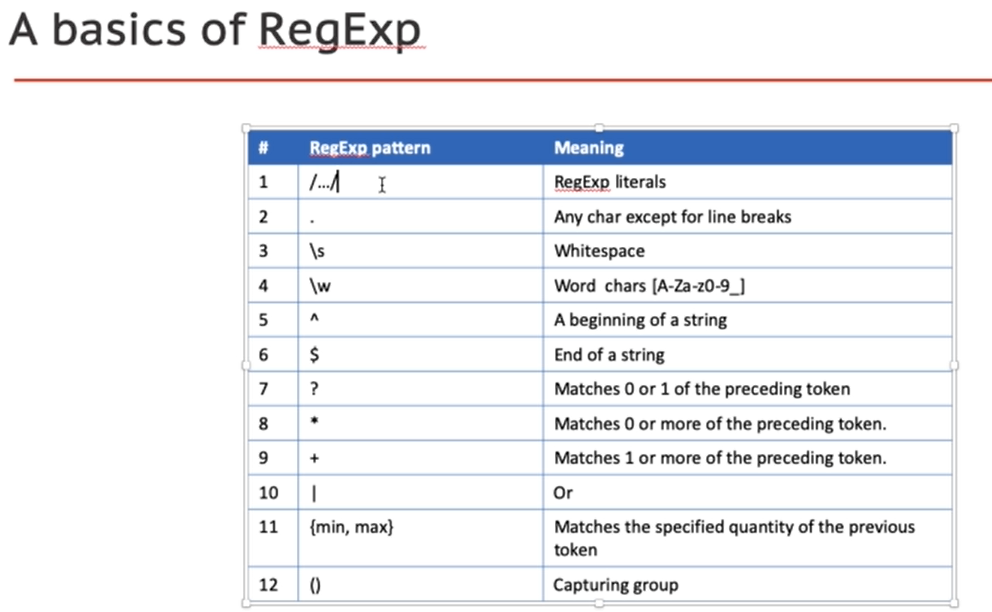 A basics of RegExp
# RegExp pattern Meaning
1 /.../ RegExp literals
2 . Any char except for line breaks
3 \s Whitespace
4 \w Word chars [A-Za-z0-9_]
5 ^ A beginning of a string
6 $ End of a string
7 ? Matches 0 or 1 of the preceding token
8 * Matches 0 or more of the preceding token.
9 + Matches 1 or more of the preceding token.
10 | Or
11 {min, max} Matches the specified quantity of the previous
token
12 () Capturing group